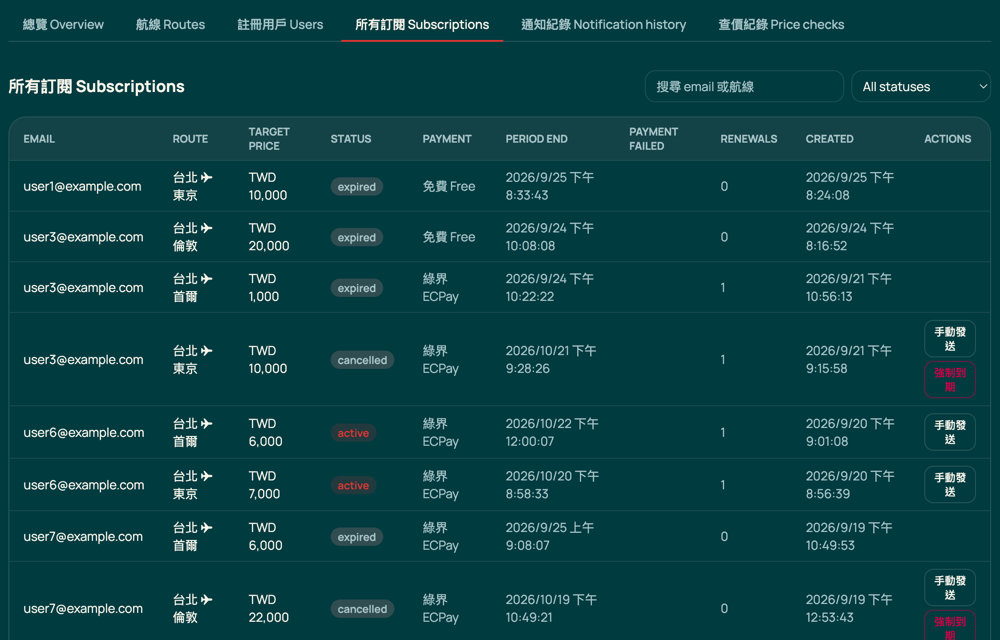 總覽 Overview 航線 Routes 註冊用戶 Users 所有訂閱 Subscriptions 通知紀錄 Notification history 查價紀錄 Price checks
所有訂閱 Subscriptions 搜尋 email 或航線 All statuses
EMAIL ROUTE TARGET PRICE STATUS PAYMENT PERIOD END PAYMENT FAILED RENEWALS CREATED ACTIONS
user1@example.com 台北 ✈ 東京 TWD 10,000 expired 免費 Free 2026/9/25 下午 8:33:43 0 2026/9/25 下午 8:24:08
user3@example.com 台北 ✈ 倫敦 TWD 20,000 expired 免費 Free 2026/9/24 下午 10:08:08 0 2026/9/24 下午 8:16:52
user3@example.com 台北 ✈ 首爾 TWD 1,000 expired 綠界 ECPay 2026/9/24 下午 10:22:22 1 2026/9/21 下午 10:56:13
user3@example.com 台北 ✈ 東京 TWD 10,000 cancelled 綠界 ECPay 2026/10/21 下午 9:28:26 1 2026/9/21 下午 9:15:58 手動發送 強制到期
user6@example.com 台北 ✈ 首爾 TWD 6,000 active 綠界 ECPay 2026/10/22 下午 12:00:07 1 2026/9/20 下午 9:01:08 手動發送
user6@example.com 台北 ✈ 東京 TWD 7,000 active 綠界 ECPay 2026/10/20 下午 8:58:33 1 2026/9/20 下午 8:56:39 手動發送
user7@example.com 台北 ✈ 首爾 TWD 6,000 expired 綠界 ECPay 2026/9/25 上午 9:08:07 0 2026/9/19 下午 10:49:53
user7@example.com 台北 ✈ 倫敦 TWD 22,000 cancelled 綠界 ECPay 2026/10/19 下午 10:49:21 0 2026/9/19 下午 12:53:43 手動發送 強制到期